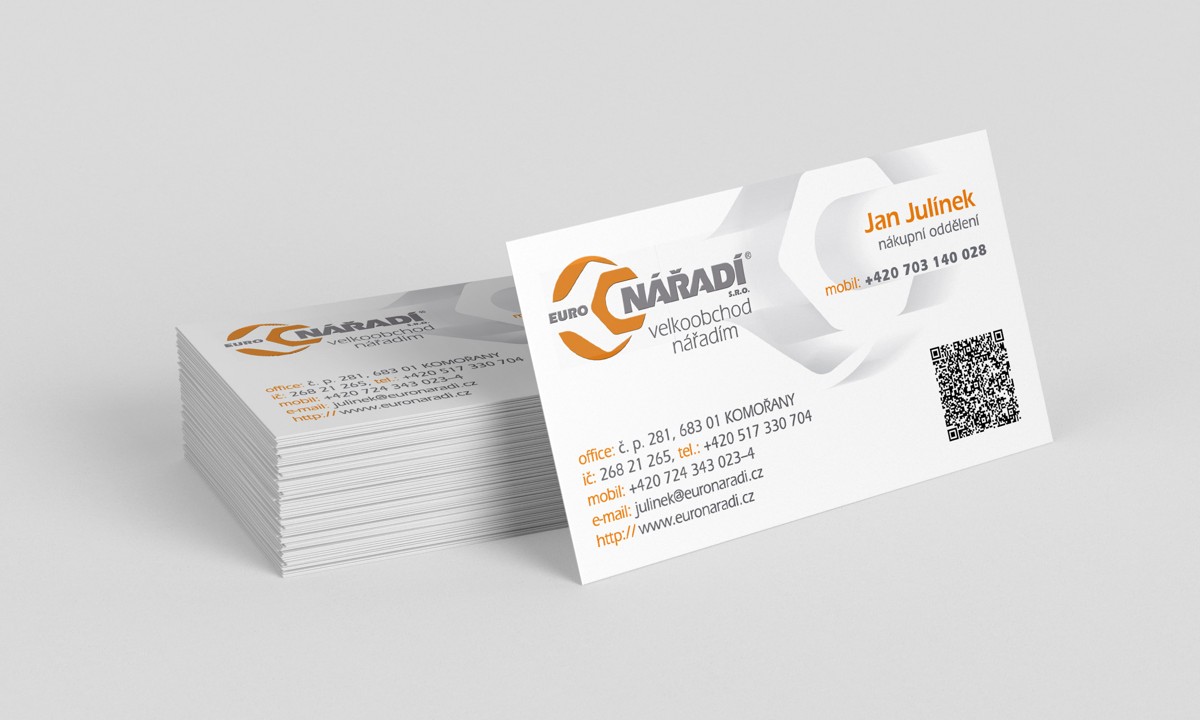 EURO NÁŘADÍ®
S.R.O.
velkoobchod
nářadím
office: č. p. 281, 683 01 KOMOŘANY
ič: 268 21 265, tel.: +420 517 330 704
mobil: +420 724 343 023–4
e-mail: julinek@euronaradi.cz
http:// www.euronaradi.cz
EURO NÁŘADÍ®
S.R.O.
velkoobchod
nářadím
Jan Julínek
nákupní oddělení
mobil: +420 703 140 028
office: č. p. 281, 683 01 KOMOŘANY
ič: 268 21 265, tel.: +420 517 330 704
mobil: +420 724 343 023–4
e-mail: julinek@euronaradi.cz
http:// www.euronaradi.cz